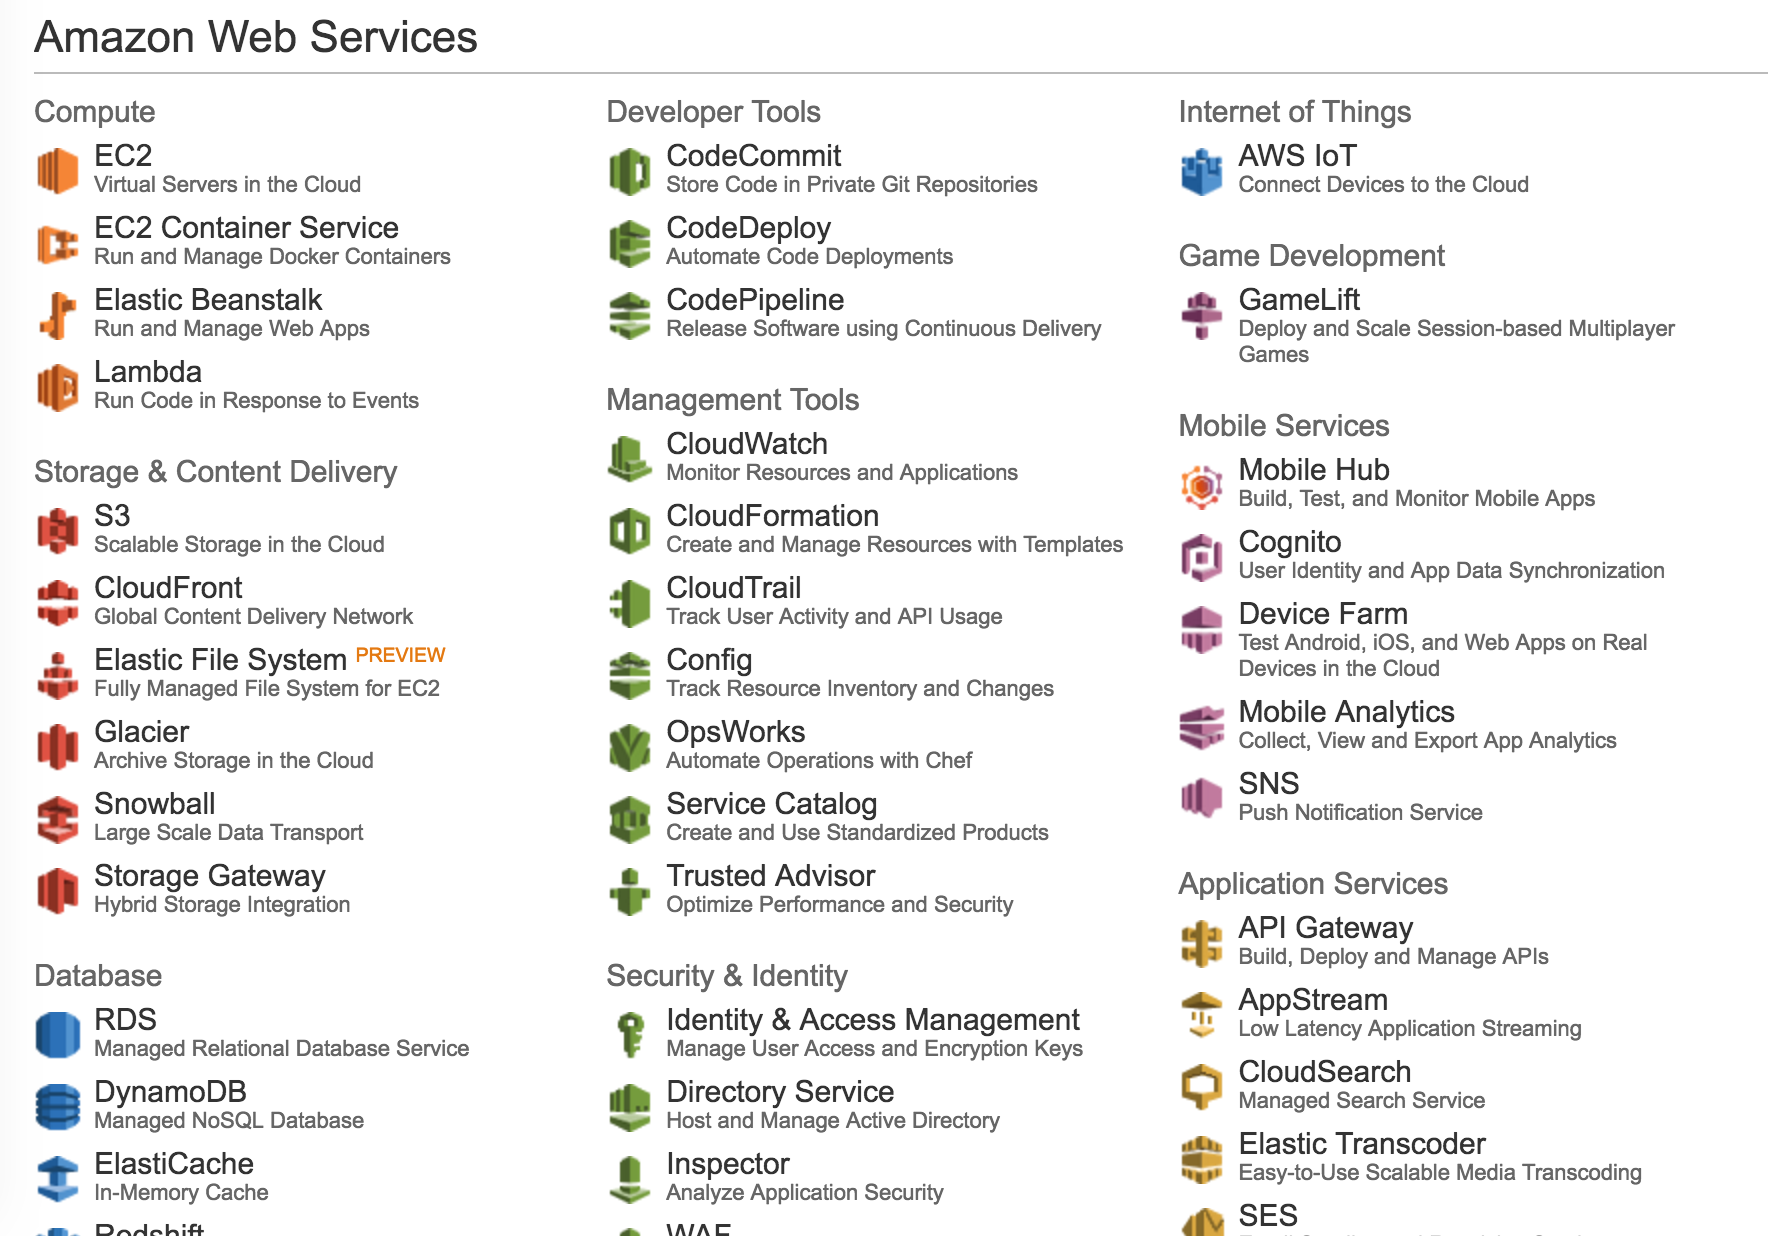 Amazon Web Services
Compute
EC2
Virtual Servers in the Cloud
EC2 Container Service
Run and Manage Docker Containers
Elastic Beanstalk
Run and Manage Web Apps
Lambda
Run Code in Response to Events
Storage & Content Delivery
S3
Scalable Storage in the Cloud
CloudFront
Global Content Delivery Network
Elastic File System PREVIEW
Fully Managed File System for EC2
Glacier
Archive Storage in the Cloud
Snowball
Large Scale Data Transport
Storage Gateway
Hybrid Storage Integration
Database
RDS
Managed Relational Database Service
DynamoDB
Managed NoSQL Database
ElastiCache
In-Memory Cache
Redshift
Developer Tools
CodeCommit
Store Code in Private Git Repositories
CodeDeploy
Automate Code Deployments
CodePipeline
Release Software using Continuous Delivery
Management Tools
CloudWatch
Monitor Resources and Applications
CloudFormation
Create and Manage Resources with Templates
CloudTrail
Track User Activity and API Usage
Config
Track Resource Inventory and Changes
OpsWorks
Automate Operations with Chef
Service Catalog
Create and Use Standardized Products
Trusted Advisor
Optimize Performance and Security
Security & Identity
Identity & Access Management
Manage User Access and Encryption Keys
Directory Service
Host and Manage Active Directory
Inspector
Analyze Application Security
WAF
Internet of Things
AWS IoT
Connect Devices to the Cloud
Game Development
GameLift
Deploy and Scale Session-based Multiplayer
Games
Mobile Services
Mobile Hub
Build, Test, and Monitor Mobile Apps
Cognito
User Identity and App Data Synchronization
Device Farm
Test Android, iOS, and Web Apps on Real
Devices in the Cloud
Mobile Analytics
Collect, View and Export App Analytics
SNS
Push Notification Service
Application Services
API Gateway
Build, Deploy and Manage APIs
AppStream
Low Latency Application Streaming
CloudSearch
Managed Search Service
Elastic Transcoder
Easy-to-Use Scalable Media Transcoding
SES